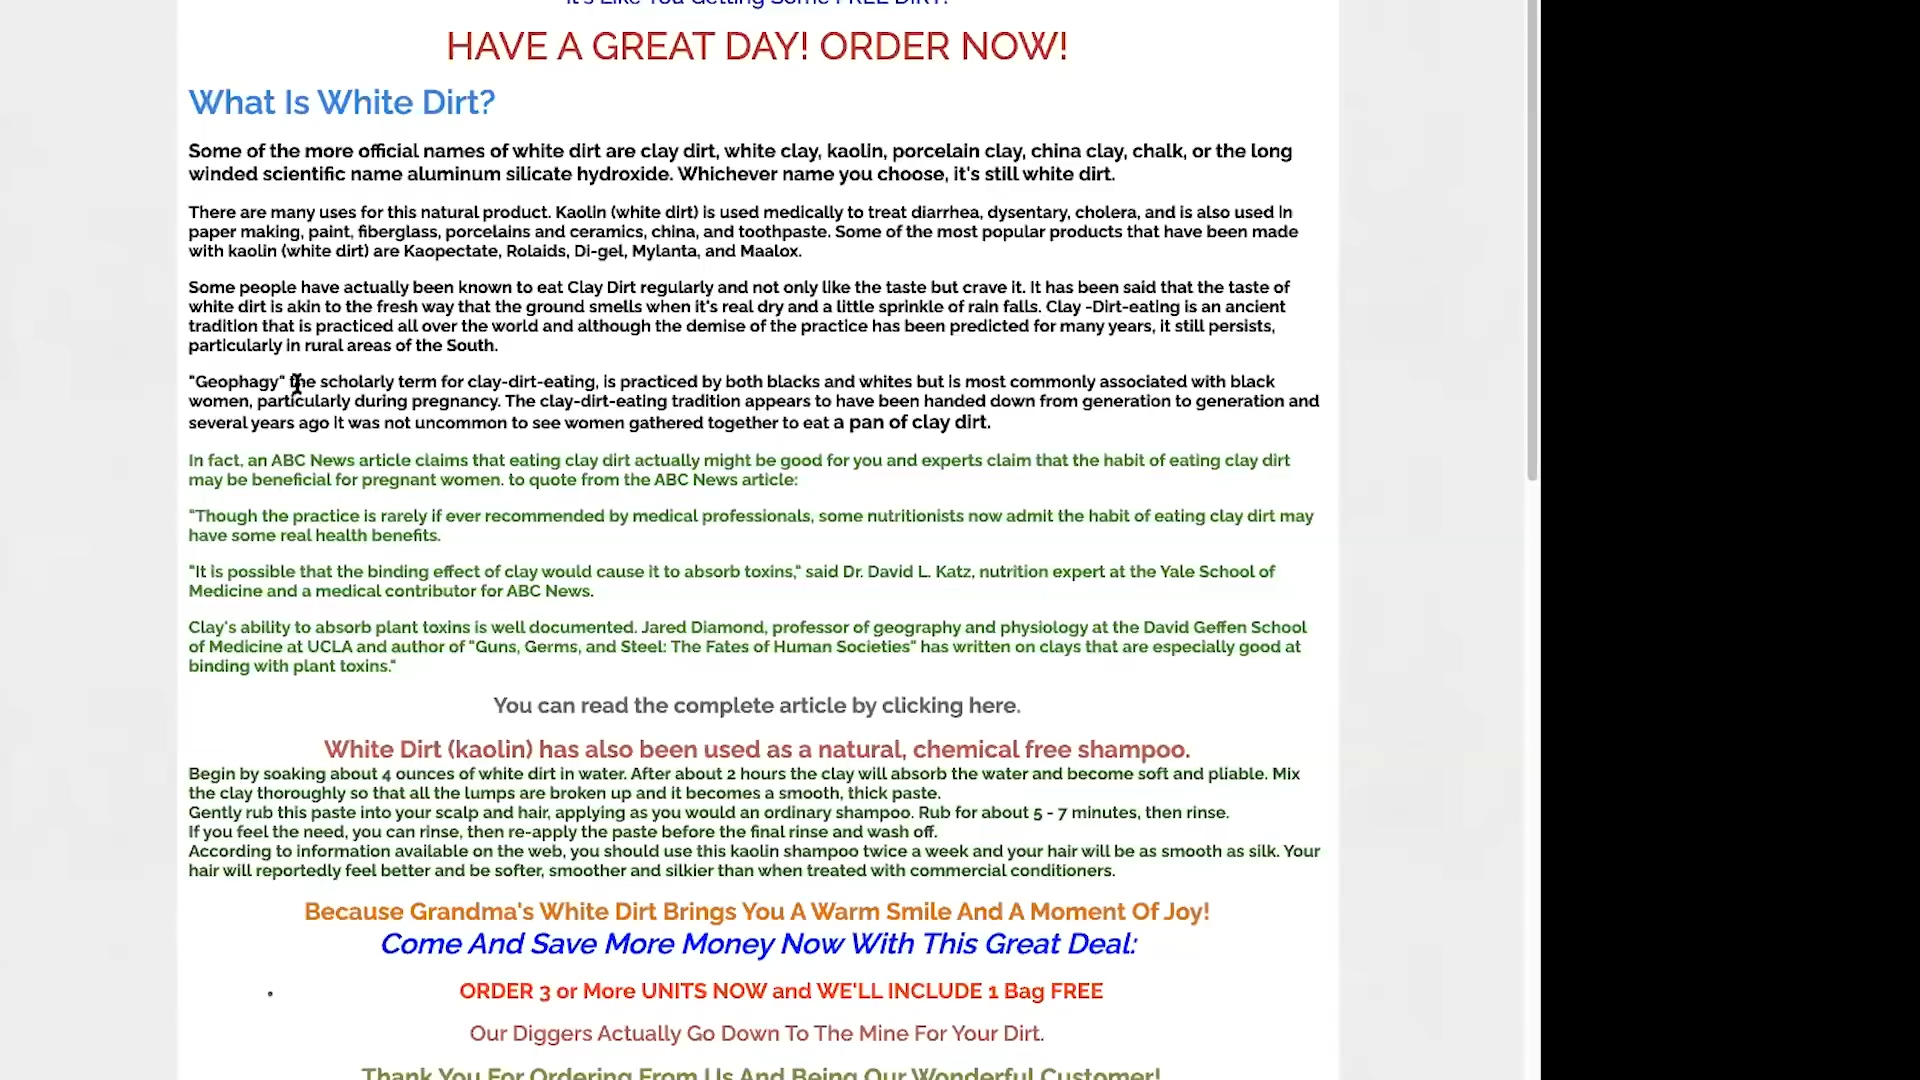 It's Like You Getting Some FREE DIRT!
HAVE A GREAT DAY! ORDER NOW!
What Is White Dirt?
Some of the more official names of white dirt are clay dirt, white clay, kaolin, porcelain clay, china clay, chalk, or the long
winded scientific name aluminum silicate hydroxide. Whichever name you choose, it's still white dirt.
There are many uses for this natural product. Kaolin (white dirt) is used medically to treat diarrhea, dysentary, cholera, and is also used in
paper making, paint, fiberglass, porcelains and ceramics, china, and toothpaste. Some of the most popular products that have been made
with kaolin (white dirt) are Kaopectate, Rolaids, Di-gel, Mylanta, and Maalox.
Some people have actually been known to eat Clay Dirt regularly and not only like the taste but crave it. It has been said that the taste of
white dirt is akin to the fresh way that the ground smells when it's real dry and a little sprinkle of rain falls. Clay -Dirt-eating is an ancient
tradition that is practiced all over the world and although the demise of the practice has been predicted for many years, it still persists,
particularly in rural areas of the South.
"Geophagy" the scholarly term for clay-dirt-eating, is practiced by both blacks and whites but is most commonly associated with black
women, particularly during pregnancy. The clay-dirt-eating tradition appears to have been handed down from generation to generation and
several years ago it was not uncommon to see women gathered together to eat a pan of clay dirt.
In fact, an ABC News article claims that eating clay dirt actually might be good for you and experts claim that the habit of eating clay dirt
may be beneficial for pregnant women. to quote from the ABC News article:
"Though the practice is rarely if ever recommended by medical professionals, some nutritionists now admit the habit of eating clay dirt may
have some real health benefits.
"It is possible that the binding effect of clay would cause it to absorb toxins," said Dr. David L. Katz, nutrition expert at the Yale School of
Medicine and a medical contributor for ABC News.
Clay's ability to absorb plant toxins is well documented. Jared Diamond, professor of geography and physiology at the David Geffen School
of Medicine at UCLA and author of "Guns, Germs, and Steel: The Fates of Human Societies" has written on clays that are especially good at
binding with plant toxins."
You can read the complete article by clicking here.
White Dirt (kaolin) has also been used as a natural, chemical free shampoo.
Begin by soaking about 4 ounces of white dirt in water. After about 2 hours the clay will absorb the water and become soft and pliable. Mix
the clay thoroughly so that all the lumps are broken up and it becomes a smooth, thick paste.
Gently rub this paste into your scalp and hair, applying as you would an ordinary shampoo. Rub for about 5 - 7 minutes, then rinse.
If you feel the need, you can rinse, then re-apply the paste before the final rinse and wash off.
According to information available on the web, you should use this kaolin shampoo twice a week and your hair will be as smooth as silk. Your
hair will reportedly feel better and be softer, smoother and silkier than when treated with commercial conditioners.
Because Grandma's White Dirt Brings You A Warm Smile And A Moment Of Joy!
Come And Save More Money Now With This Great Deal:
• ORDER 3 or More UNITS NOW and WE'LL INCLUDE 1 Bag FREE
Our Diggers Actually Go Down To The Mine For Your Dirt.
Thank You For Ordering From Us And Being Our Wonderful Customer!